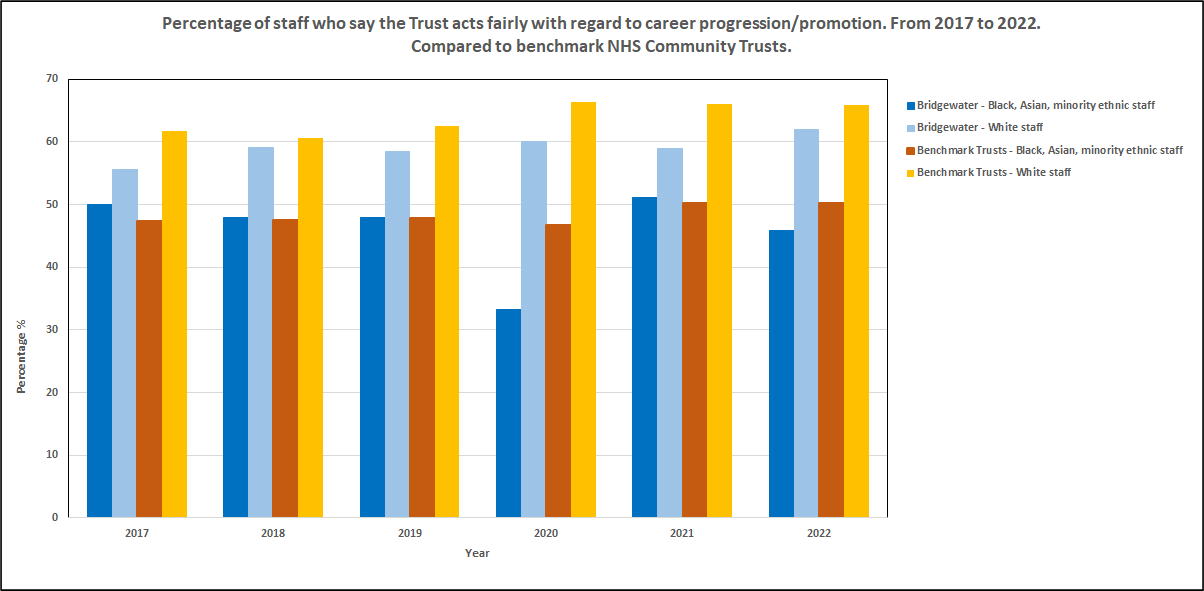 Percentage of staff who say the Trust acts fairly with regard to career progression/promotion. From 2017 to 2022.
Compared to benchmark NHS Community Trusts.
70
60
50
40
30
20
10
0
Percentage %
2017 2018 2019 2020 2021 2022
Year
Bridgewater - Black, Asian, minority ethnic staff
Bridgewater - White staff
Benchmark Trusts - Black, Asian, minority ethnic staff
Benchmark Trusts - White staff